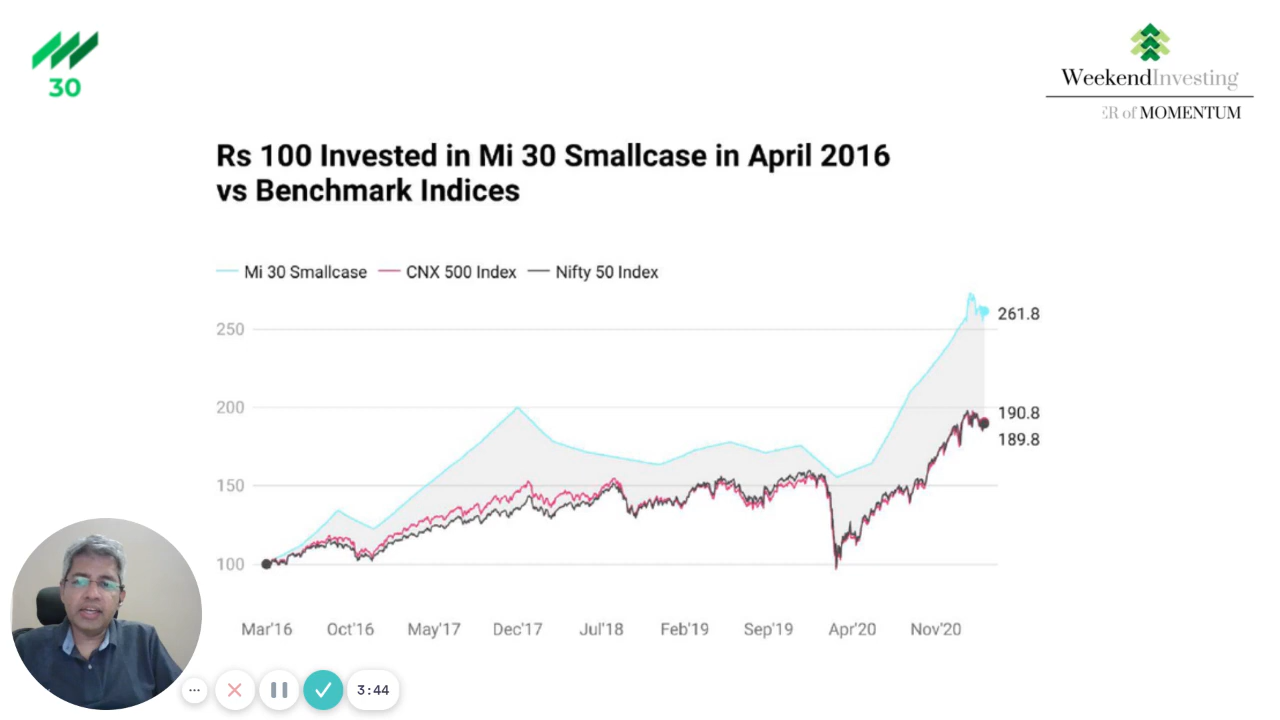 30
WeekendInvesting
ER of MOMENTUM
Rs 100 Invested in Mi 30 Smallcase in April 2016
vs Benchmark Indices
Mi 30 Smallcase CNX 500 Index Nifty 50 Index
261.8
250
200
190.8
189.8
150
100
Mar'16 Oct'16 May'17 Dec'17 Jul'18 Feb'19 Sep'19 Apr'20 Nov'20
3:44